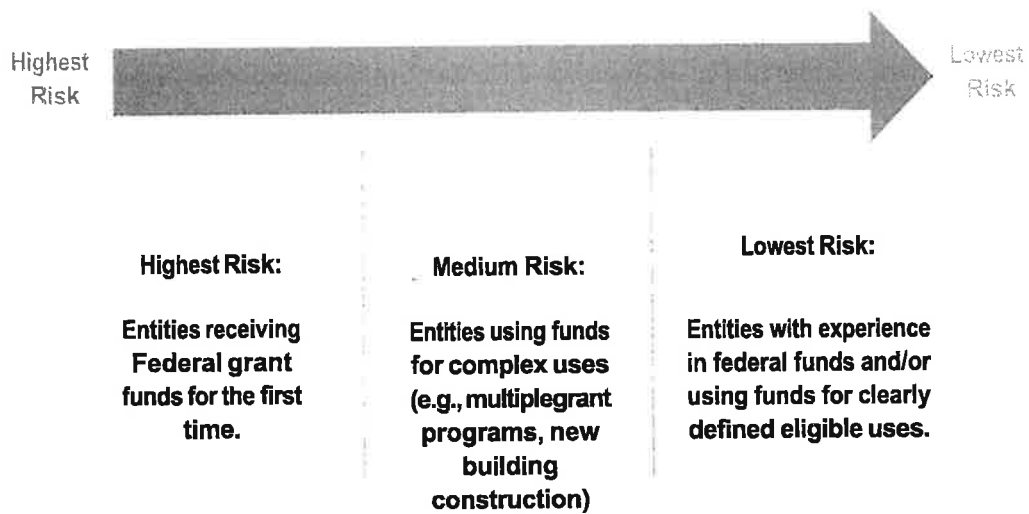 Highest
Risk
Lowest
Risk
Highest Risk:
Entities receiving
Federal grant
funds for the first
time.
Medium Risk:
Entities using funds
for complex uses
(e.g., multiplegrant
programs, new
building
construction)
Lowest Risk:
Entities with experience
in federal funds and/or
using funds for clearly
defined eligible uses.